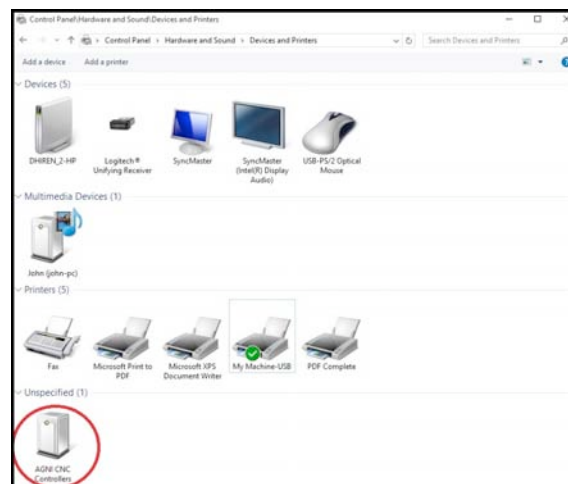 Control Panel\Hardware and Sound\Devices and Printers
Control Panel > Hardware and Sound > Devices and Printers
Search Devices and Printers
Add a device Add a printer
Devices (5)
DHIREN_2-HP
Logitech®
Unifying Receiver
SyncMaster
SyncMaster
(Intel(R) Display
Audio)
USB-PS/2 Optical
Mouse
Multimedia Devices (1)
John (john-pc)
Printers (5)
Fax
Microsoft Print to
PDF
Microsoft XPS
Document Writer
My Machine-USB
PDF Complete
Unspecified (1)
AGNI CNC
Controllers